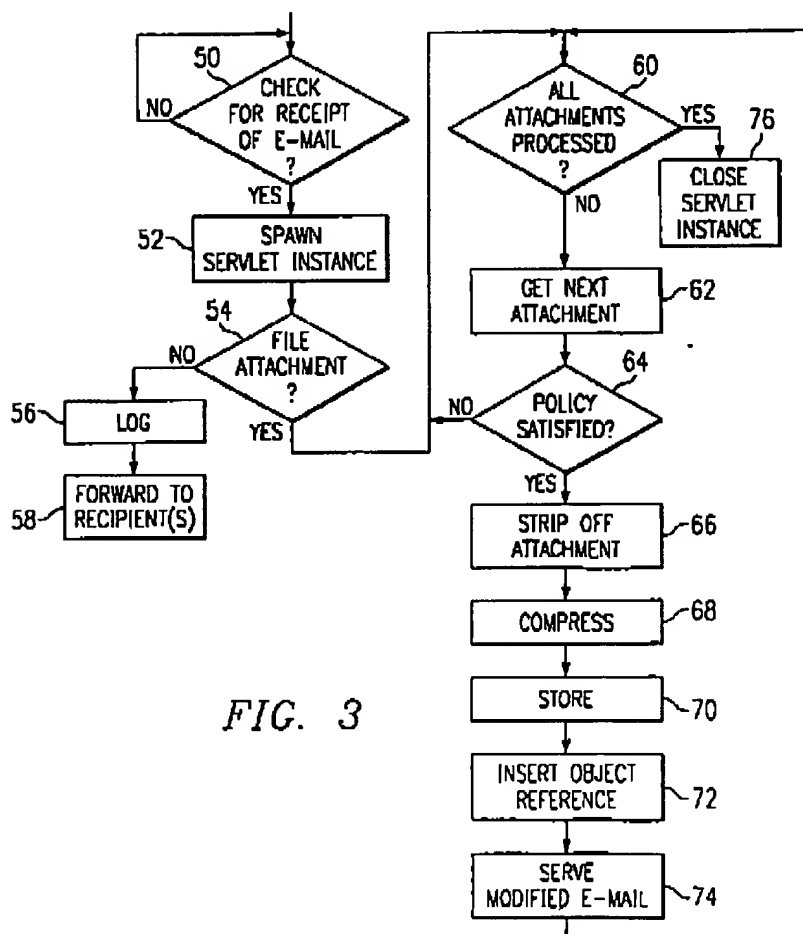 50
CHECK
FOR RECEIPT
OF E-MAIL
?
NO
YES
52
SPAWN
SERVLET INSTANCE
54
FILE
ATTACHMENT
?
NO
YES
56
LOG
58
FORWARD TO
RECIPIENT(S)
60
ALL
ATTACHMENTS
PROCESSED
?
YES
76
CLOSE
SERVLET
INSTANCE
NO
GET NEXT
ATTACHMENT
62
64
POLICY
SATISFIED?
NO
YES
STRIP OFF
ATTACHMENT
66
COMPRESS
68
STORE
70
INSERT OBJECT
REFERENCE
72
SERVE
MODIFIED E-MAIL
74
FIG. 3